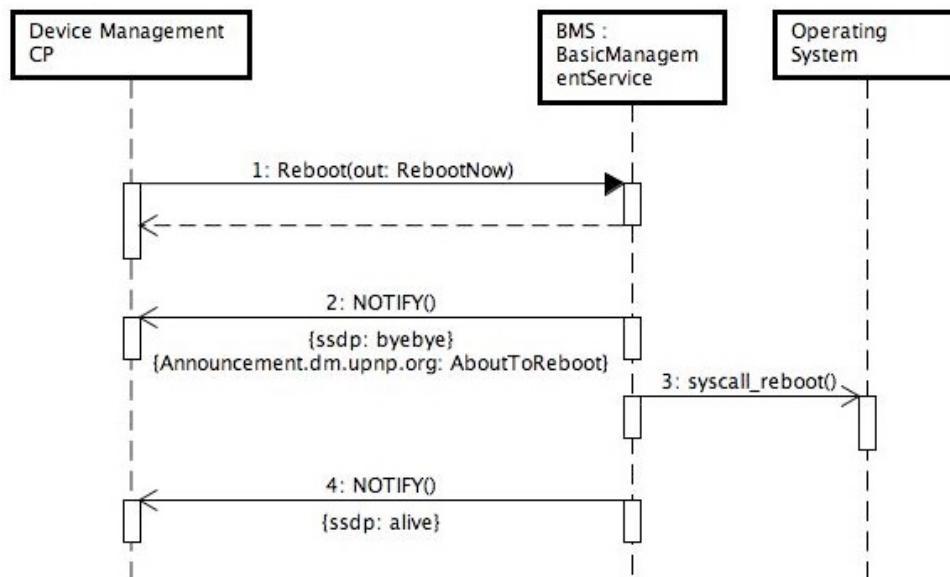 Device Management
CP
BMS :
BasicManagem
entService
Operating
System
1: Reboot(out: RebootNow)
2: NOTIFY()
{ssdp: byebye}
{Announcement.dm.upnp.org: AboutToReboot}
3: syscall_reboot()
4: NOTIFY()
{ssdp: alive}